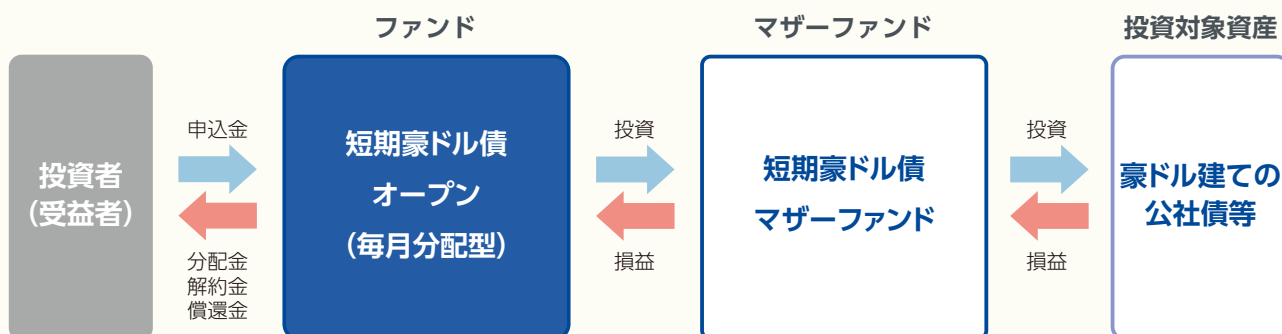 ファンド
マザーファンド
投資対象資産
投資者
(受益者)
申込金
分配金
解約金
償還金
短期豪ドル債
オープン
(毎月分配型)
投資
損益
短期豪ドル債
マザーファンド
投資
損益
豪ドル建ての
公社債等